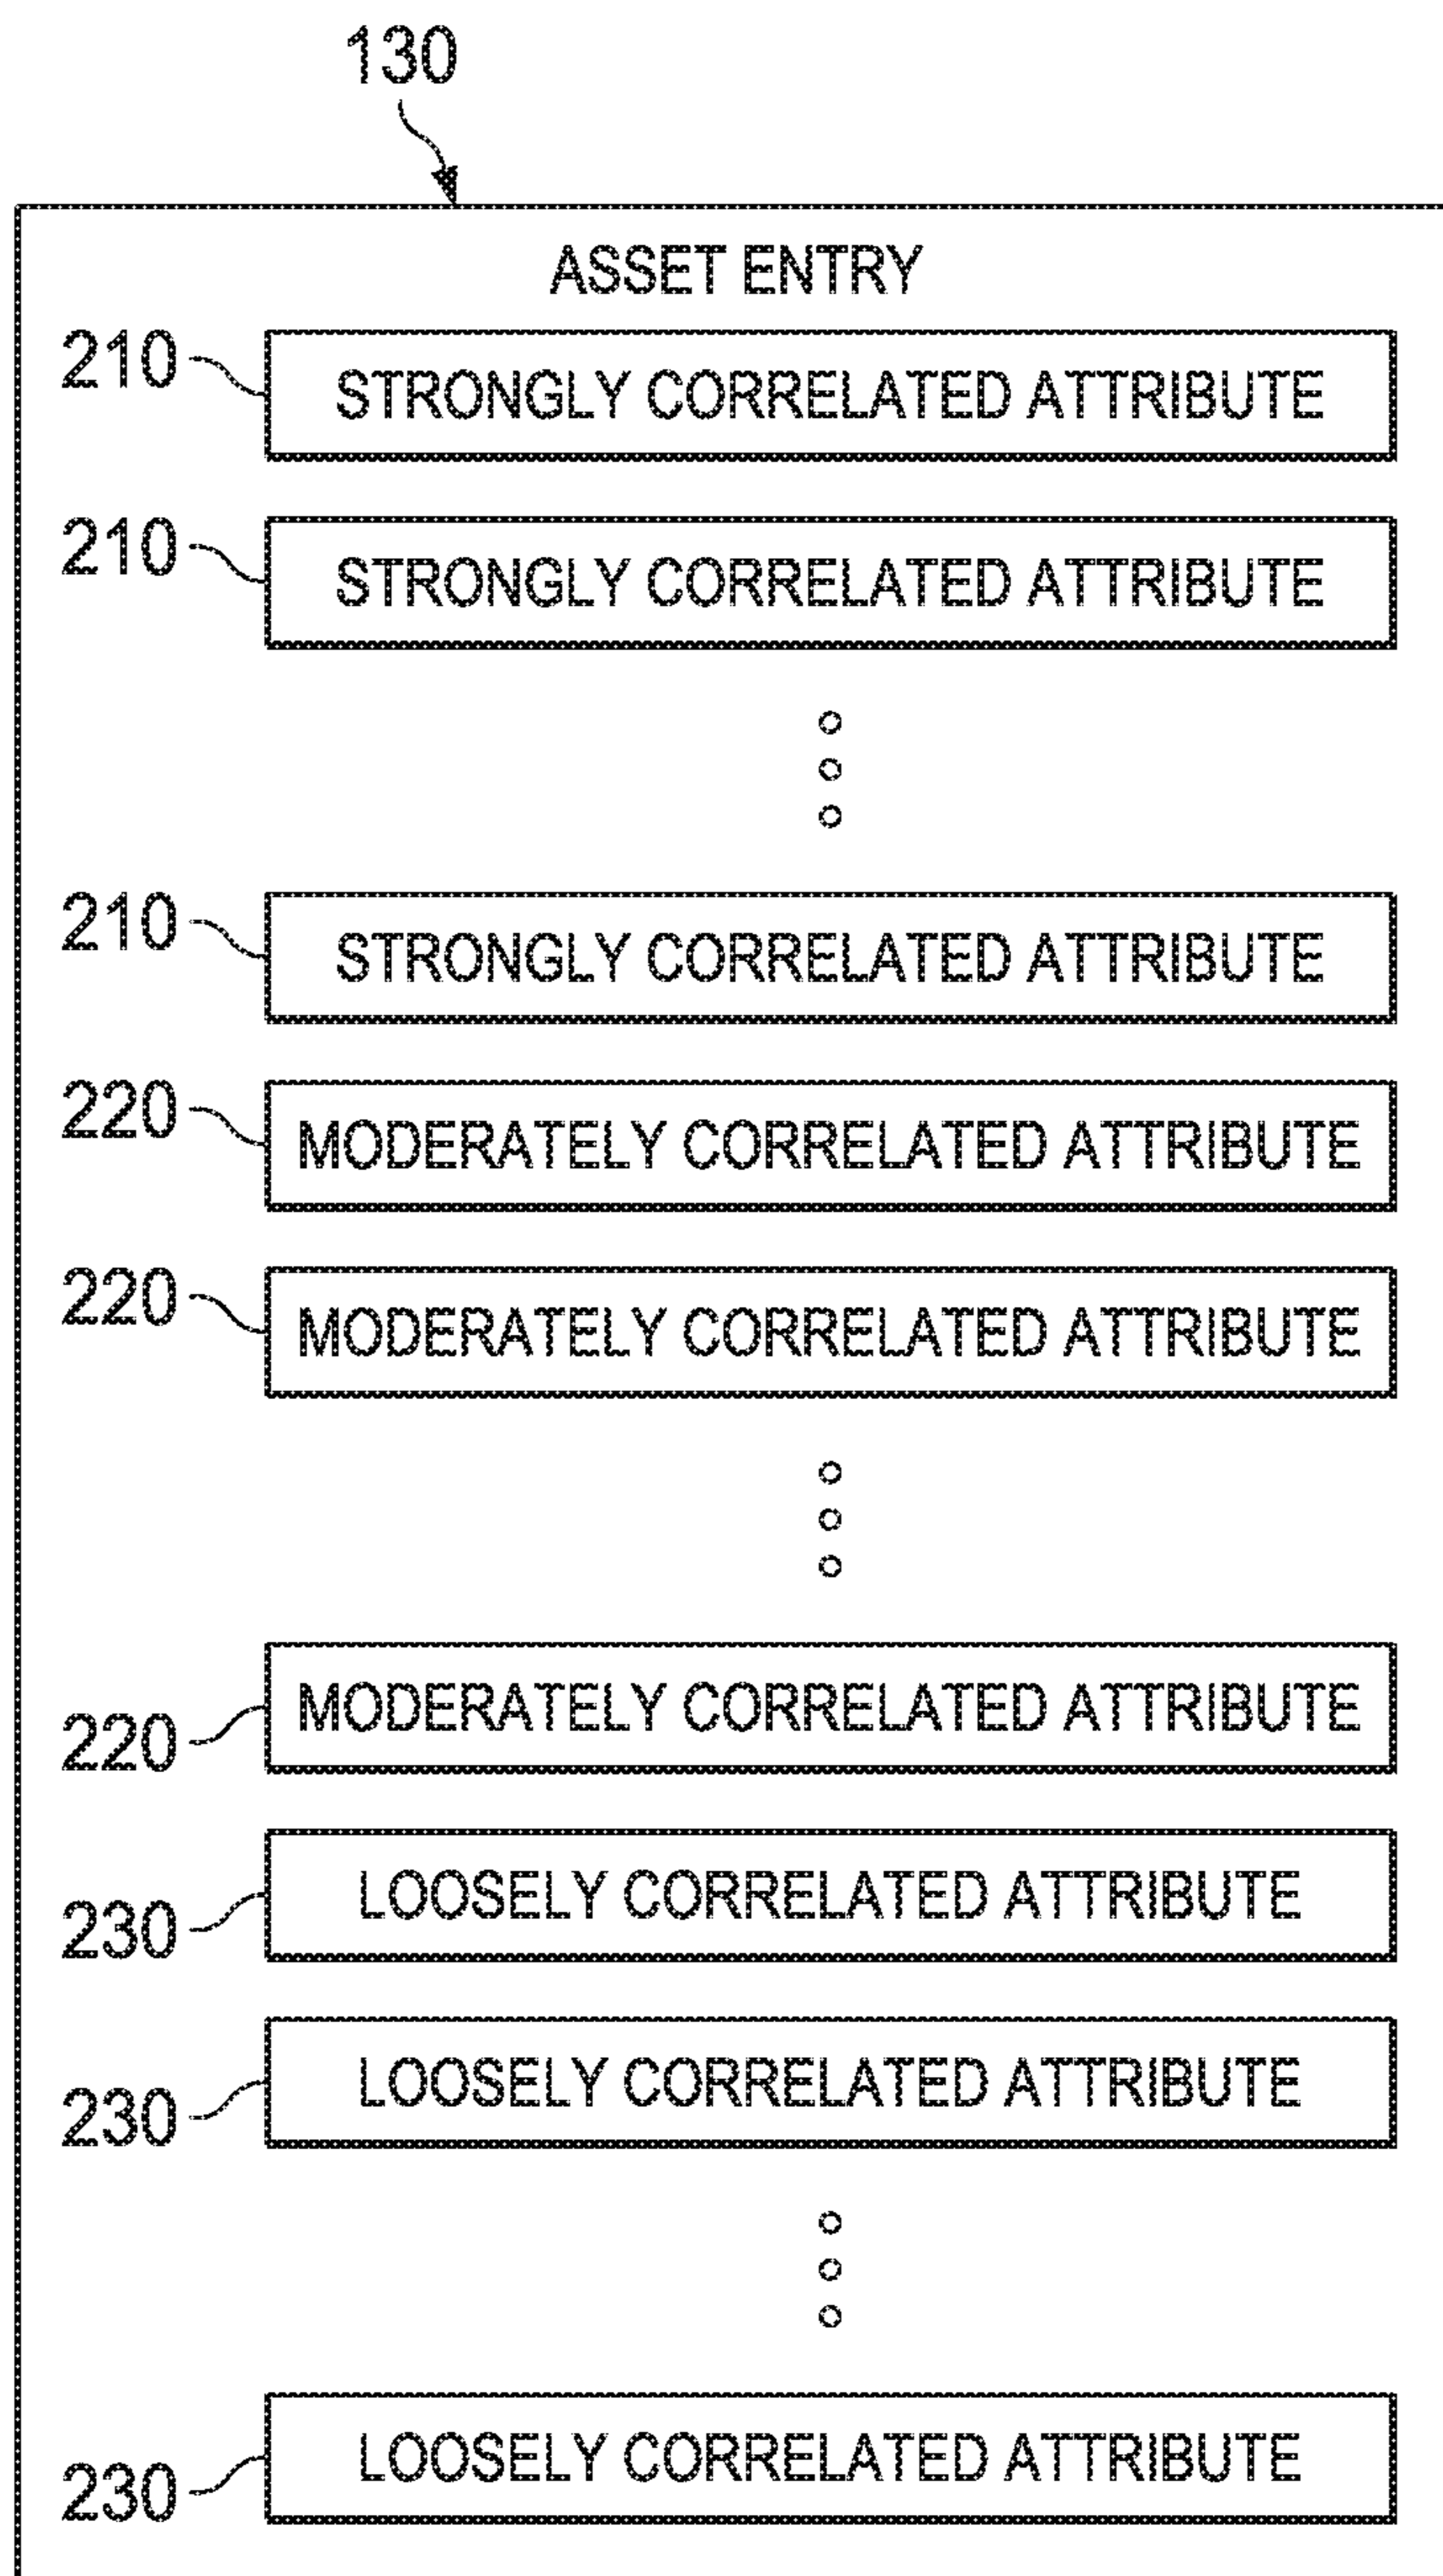 130
ASSET ENTRY
210 STRONGLY CORRELATED ATTRIBUTE
210 STRONGLY CORRELATED ATTRIBUTE
210 STRONGLY CORRELATED ATTRIBUTE
220 MODERATELY CORRELATED ATTRIBUTE
220 MODERATELY CORRELATED ATTRIBUTE
220 MODERATELY CORRELATED ATTRIBUTE
230 LOOSELY CORRELATED ATTRIBUTE
230 LOOSELY CORRELATED ATTRIBUTE
230 LOOSELY CORRELATED ATTRIBUTE